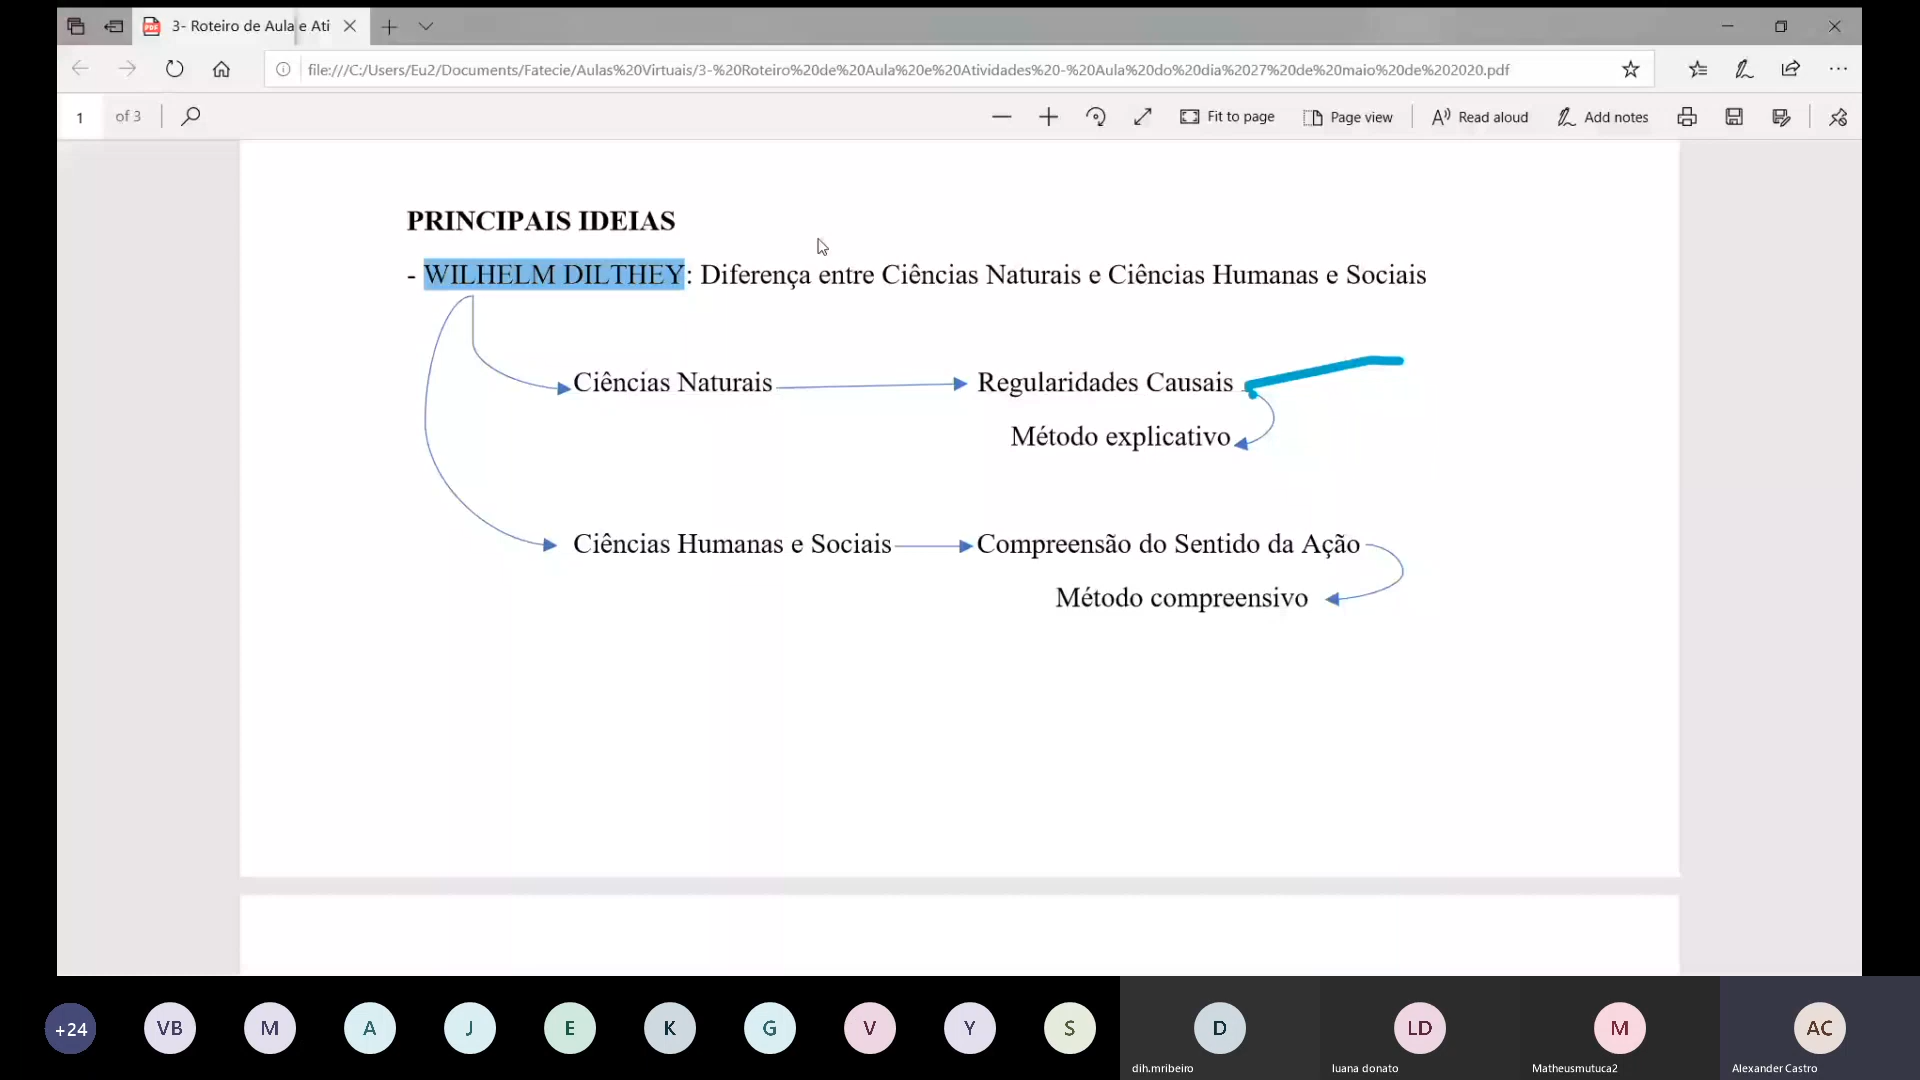 3- Roteiro de Aula e Ati
file:///C:/Users/Eu2/Documents/Fatecie/Aulas%20Virtuais/3-%20Roteiro%20de%20Aula%20e%20Atividades%20-%20Aula%20do%20dia%2027%20de%20maio%20de%202020.pdf
1 of 3 Fit to page Page view Read aloud Add notes
PRINCIPAIS IDEIAS
- WILHELM DILTHEY: Diferença entre Ciências Naturais e Ciências Humanas e Sociais
Ciências Naturais Regularidades Causais
Método explicativo
Ciências Humanas e Sociais Compreensão do Sentido da Ação
Método compreensivo
+24 VB M A J E K G V Y S D LD M AC
dih.mribeiro luana donato Matheusmutuca2 Alexander Castro